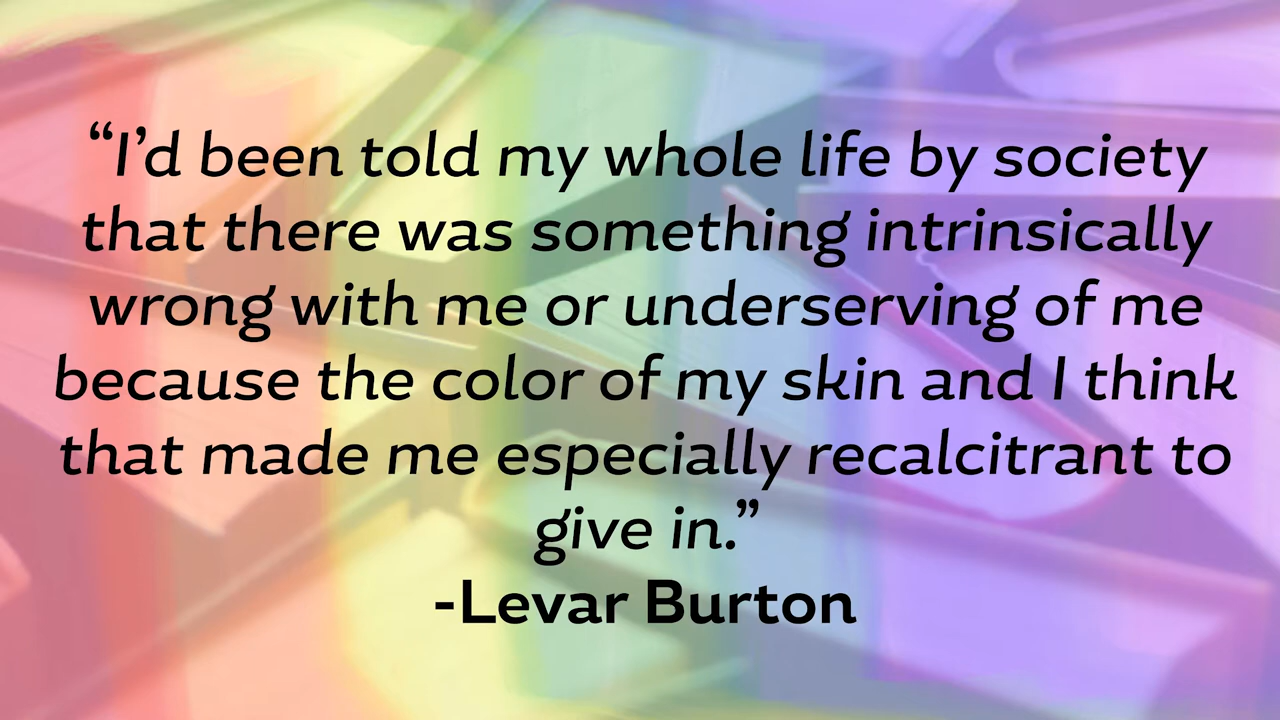 “I’d been told my whole life by society
that there was something intrinsically
wrong with me or underserving of me
because the color of my skin and I think
that made me especially recalcitrant to
give in.”
-Levar Burton